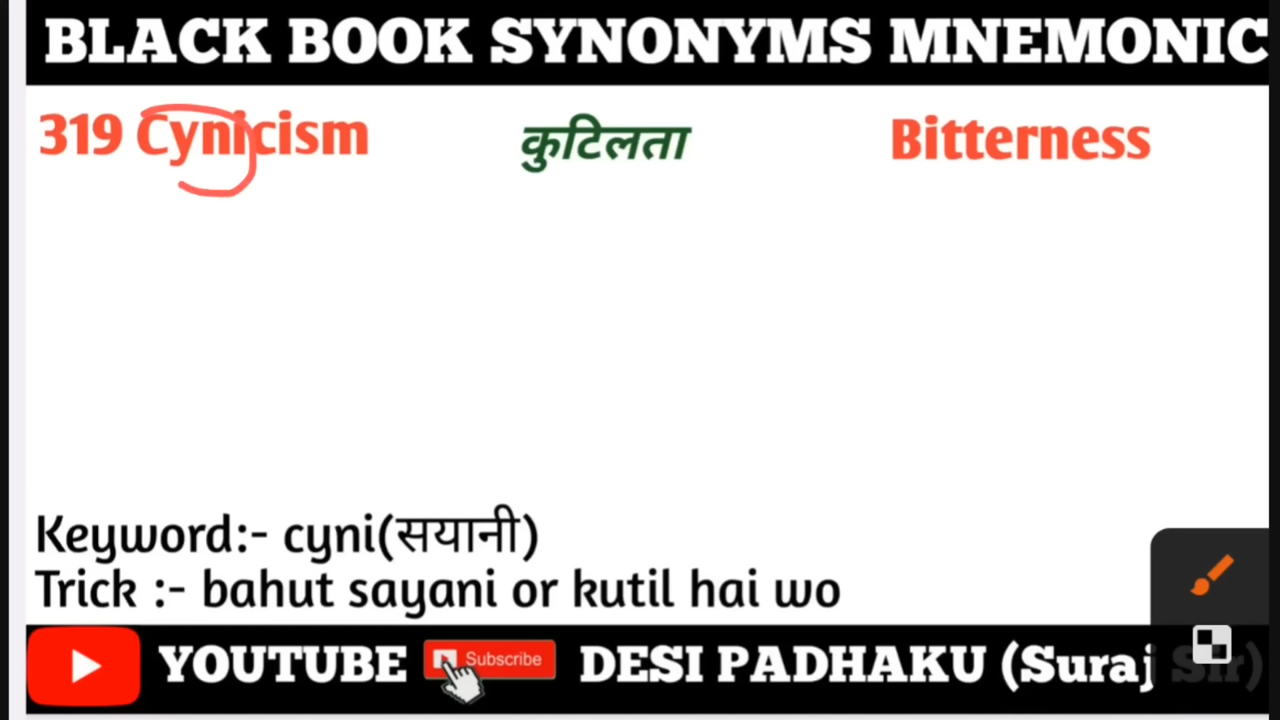 BLACK BOOK SYNONYMS MNEMONIC
319 Cynicism कुटिलता Bitterness
Keyword:- cyni(सयानी)
Trick :- bahut sayani or kutil hai wo
YOUTUBE Subscribe DESI PADHAKU (Suraj Sir)